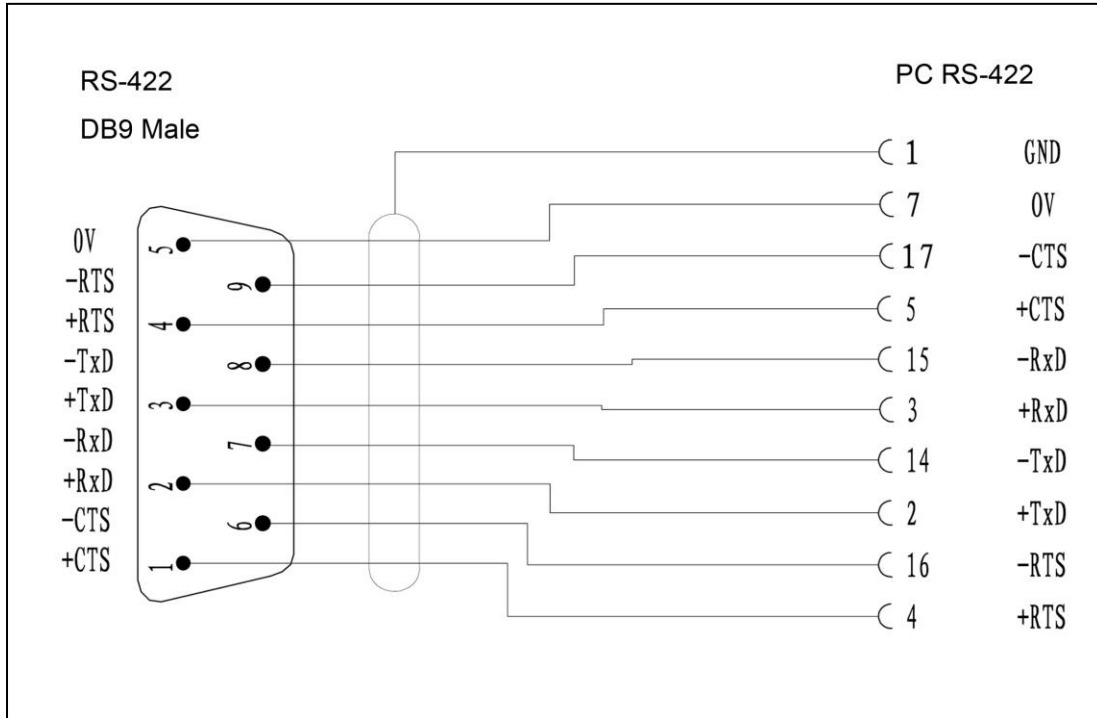 RS-422
DB9 Male
PC RS-422
0V
-RTS
+RTS
-TxD
+TxD
-RxD
+RxD
-CTS
+CTS
5
9
4
8
3
7
2
6
1
1 GND
7 0V
17 -CTS
5 +CTS
15 -RxD
3 +RxD
14 -TxD
2 +TxD
16 -RTS
4 +RTS